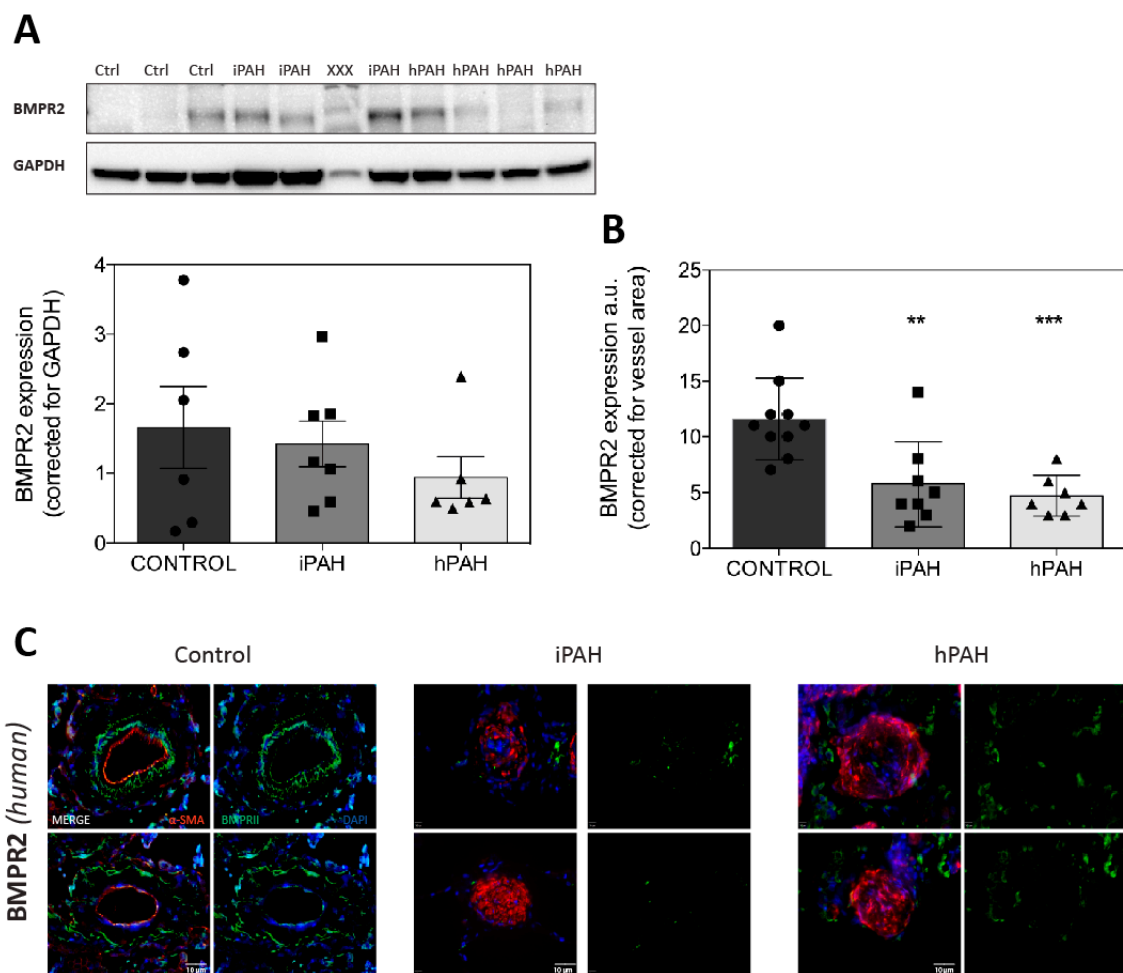 A
Ctrl Ctrl Ctrl iPAH iPAH XXX iPAH hPAH hPAH hPAH hPAH
BMPR2
GAPDH
BMPR2 expression
(corrected for GAPDH)
4
3
2
1
0
CONTROL iPAH hPAH
B
BMPR2 expression a.u.
(corrected for vessel area)
25
20
15
10
5
0
** ***
CONTROL iPAH hPAH
C
Control iPAH hPAH
BMPR2 (human)
MERGE α-SMA BMPRII DAPI
10 µm 10 µm 10 µm